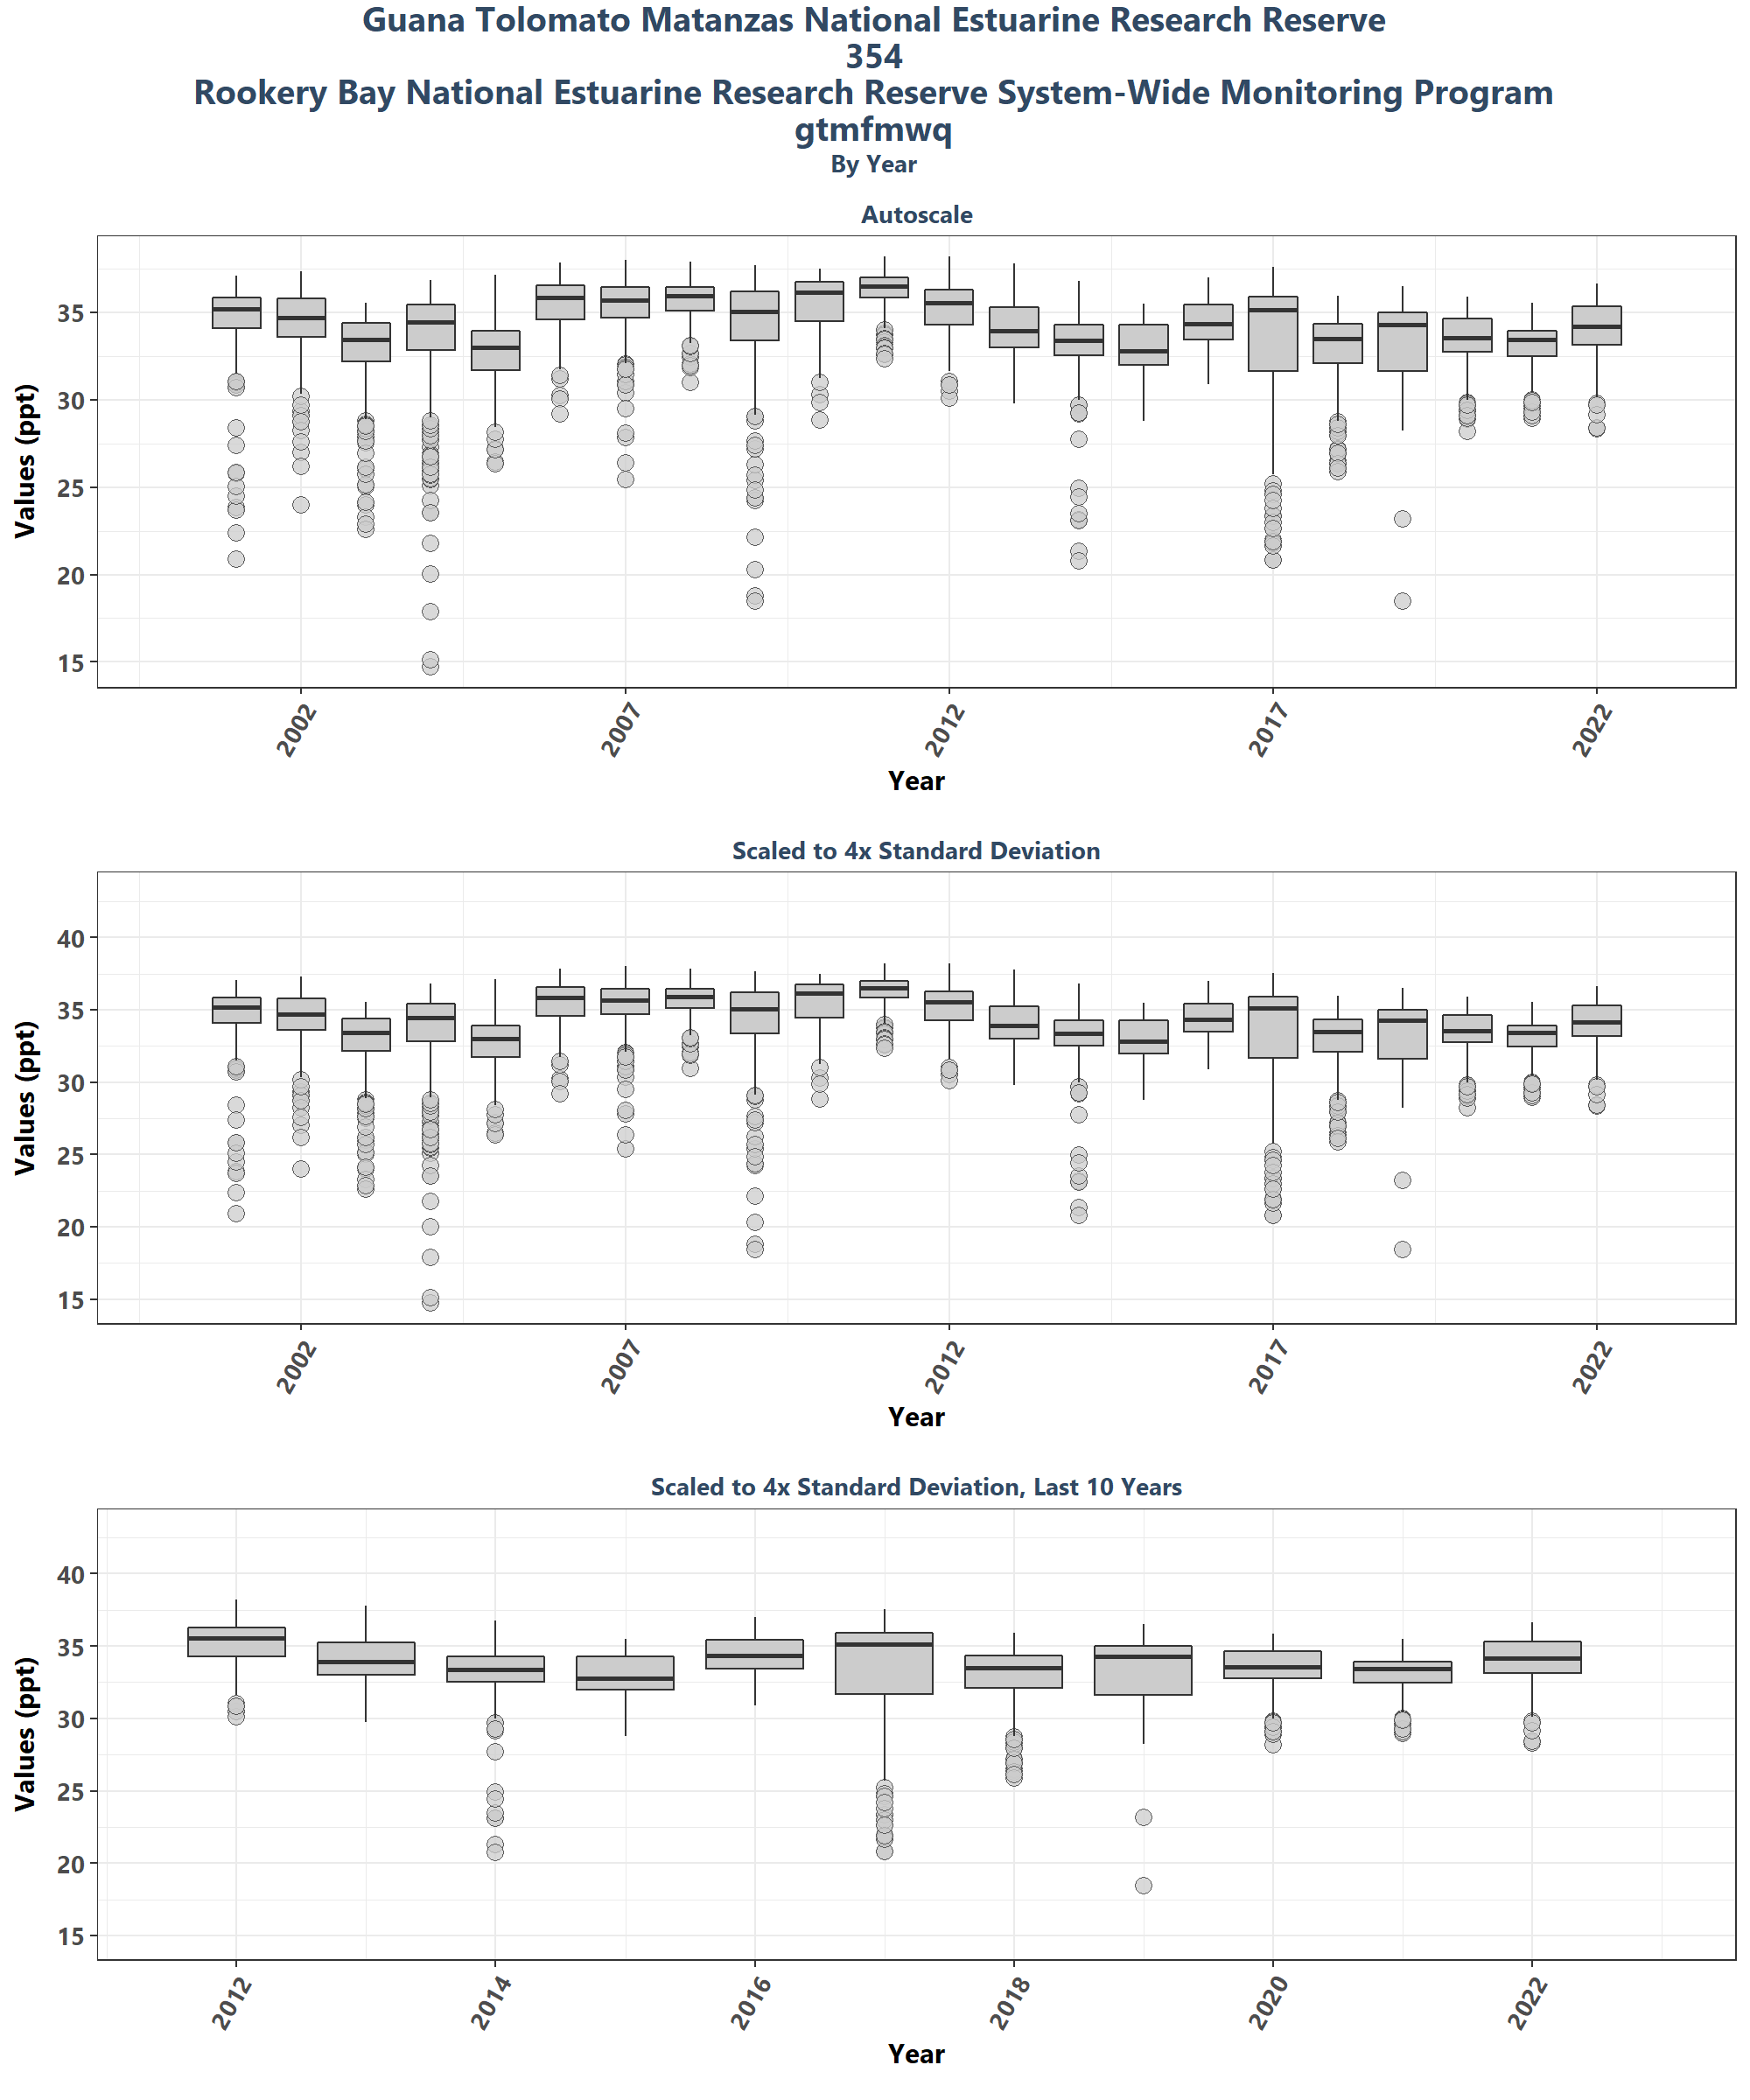 Guana Tolomato Matanzas National Estuarine Research Reserve
354
Rookery Bay National Estuarine Research Reserve System-Wide Monitoring Program
gtmfmwq
By Year
Autoscale
Values (ppt)
35
30
25
20
15
2002
2007
2012
2017
2022
Year
Scaled to 4x Standard Deviation
Values (ppt)
40
35
30
25
20
15
2002
2007
2012
2017
2022
Year
Scaled to 4x Standard Deviation, Last 10 Years
Values (ppt)
40
35
30
25
20
15
2012
2014
2016
2018
2020
2022
Year